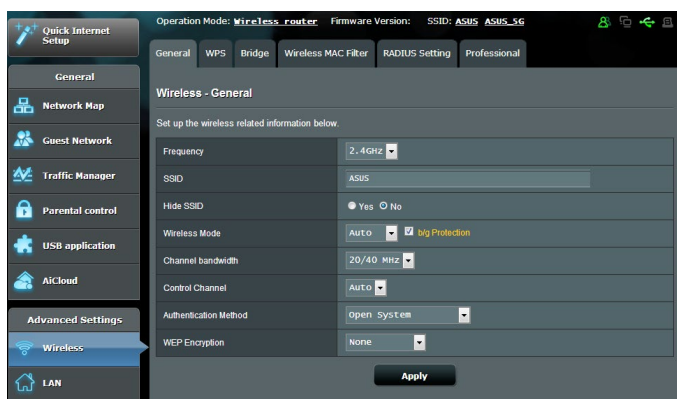 Quick Internet
Setup
Operation Mode: Wireless router Firmware Version: SSID: ASUS ASUS_5G
General WPS Bridge Wireless MAC Filter RADIUS Setting Professional
General
Network Map
Guest Network
Traffic Manager
Parental control
USB application
AiCloud
Advanced Settings
Wireless
LAN
Wireless - General
Set up the wireless related information below.
Frequency 2.4GHz
SSID ASUS
Hide SSID Yes No
Wireless Mode Auto b/g Protection
Channel bandwidth 20/40 MHz
Control Channel Auto
Authentication Method Open System
WEP Encryption None
Apply